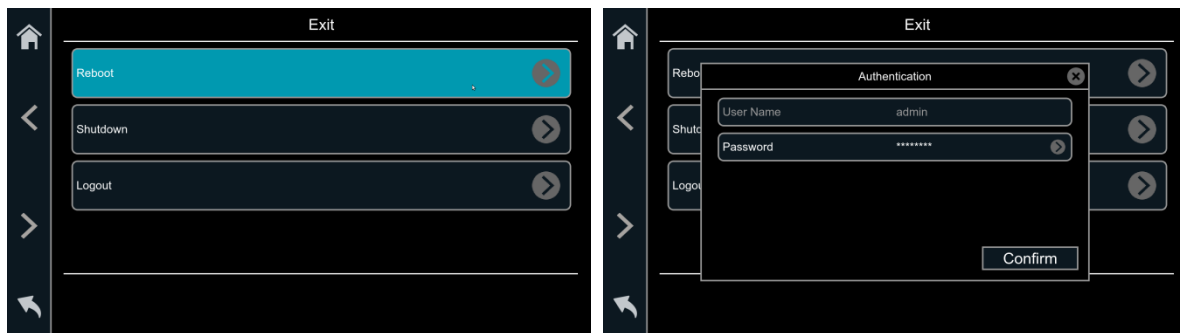 Exit
Reboot
Shutdown
Logout
Exit
Rebo
Authentication
User Name admin
Shutd
Password ********
Logou
Confirm